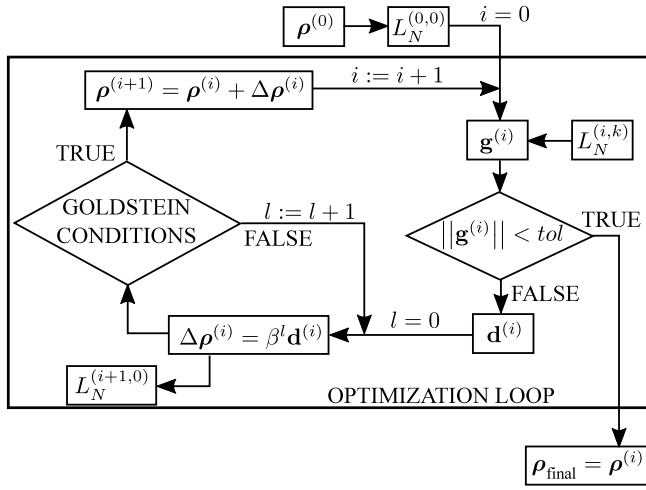 ρ^(0)
L_N^(0,0)
i = 0
ρ^(i+1) = ρ^(i) + Δρ^(i)
i := i + 1
g^(i)
L_N^(i,k)
TRUE
GOLDSTEIN
CONDITIONS
l := l + 1
FALSE
||g^(i)|| < tol
TRUE
FALSE
Δρ^(i) = β^l d^(i)
l = 0
d^(i)
L_N^(i+1,0)
OPTIMIZATION LOOP
ρ_final = ρ^(i)